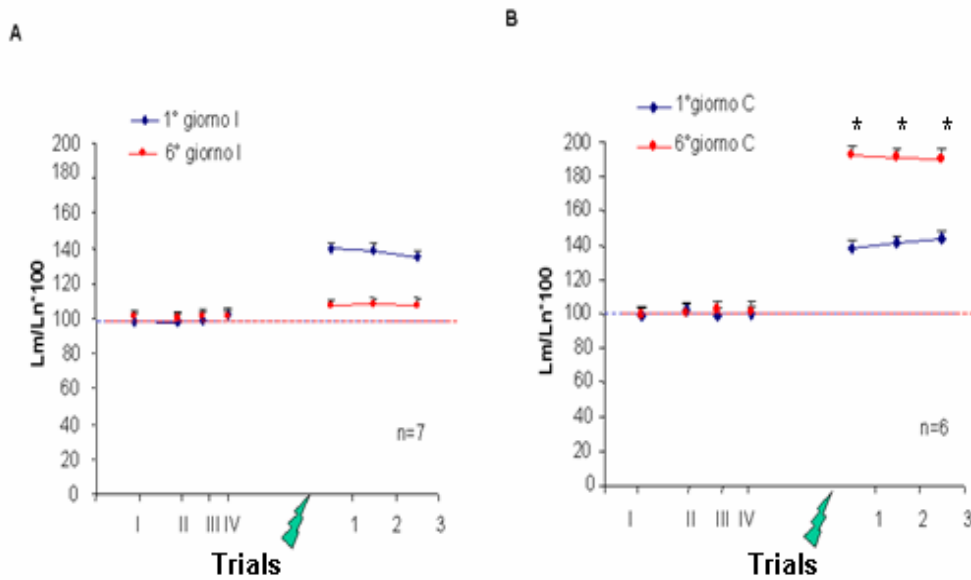 A
1° giorno I
6° giorno I
Lm/Ln*100
200
180
160
140
120
100
80
60
40
20
0
n=7
I II III IV 1 2 3
Trials
B
1°giorno C
6°giorno C
* * *
Lm/Ln*100
200
180
160
140
120
100
80
60
40
20
0
n=6
I II III IV 1 2 3
Trials